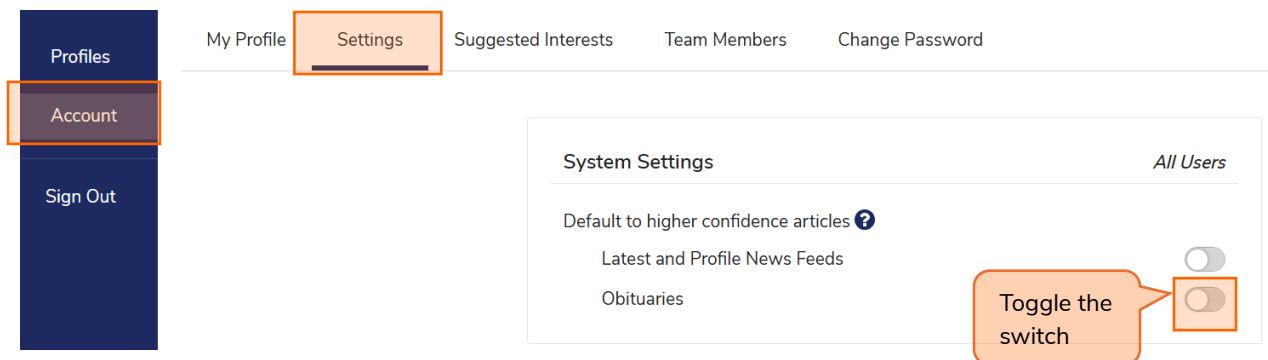 Profiles
Account
Sign Out
My Profile Settings Suggested Interests Team Members Change Password
System Settings All Users
Default to higher confidence articles ?
Latest and Profile News Feeds
Obituaries
Toggle the
switch